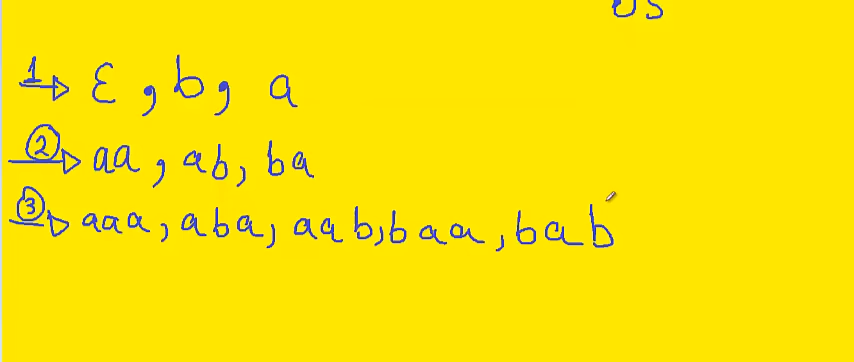 1→ ε, b, a
②→ aa, ab, ba
③→ aaa, aba, aab, baa, bab